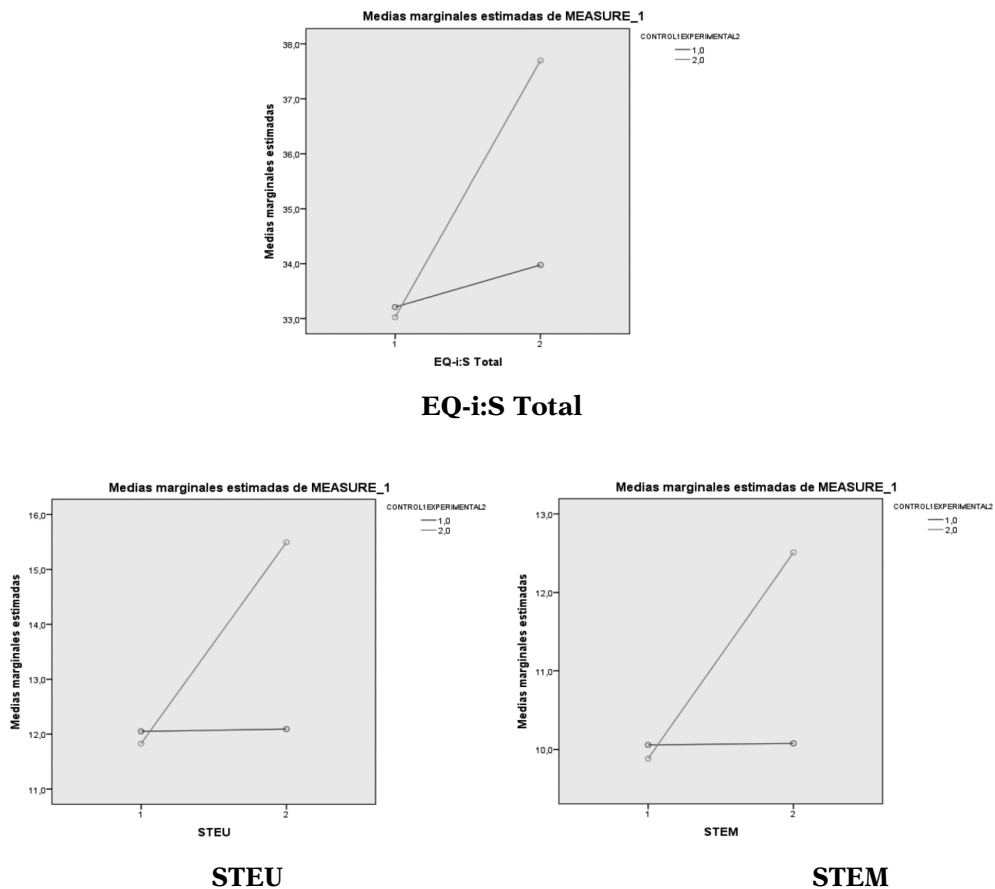 Medias marginales estimadas de MEASURE_1
CONTROL1EXPERIMENTAL2
1,0
2,0
Medias marginales estimadas
38,0
37,0
36,0
35,0
34,0
33,0
1
2
EQ-i:S Total
EQ-i:S Total
Medias marginales estimadas de MEASURE_1
CONTROL1EXPERIMENTAL2
1,0
2,0
Medias marginales estimadas
16,0
15,0
14,0
13,0
12,0
11,0
1
2
STEU
STEU
Medias marginales estimadas de MEASURE_1
CONTROL1EXPERIMENTAL2
1,0
2,0
Medias marginales estimadas
13,0
12,0
11,0
10,0
1
2
STEM
STEM